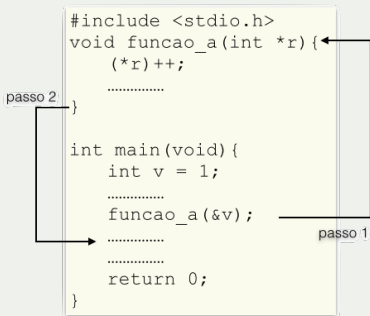 #include <stdio.h>
void funcao_a(int *r){
(*r)++;
...............
passo 2
}
int main(void){
int v = 1;
...............
funcao_a(&v);
passo 1
...............
...............
return 0;
}